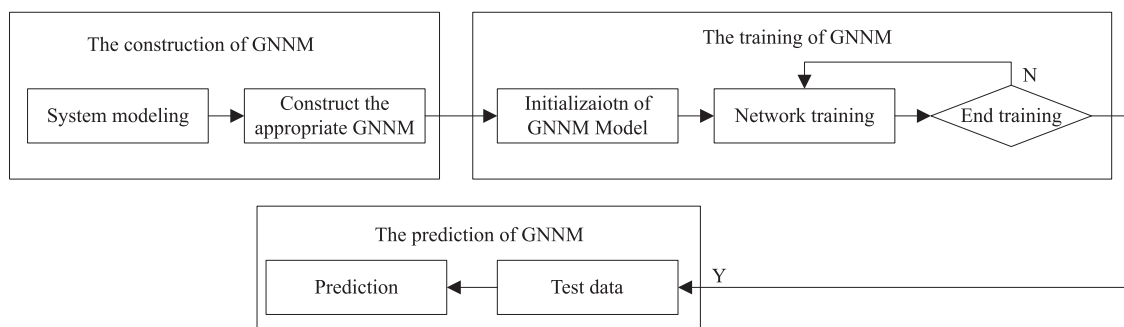 The construction of GNNM
System modeling
Construct the
appropriate GNNM
The training of GNNM
Initializaiotn of
GNNM Model
Network training
End training
N
The prediction of GNNM
Prediction
Test data
Y